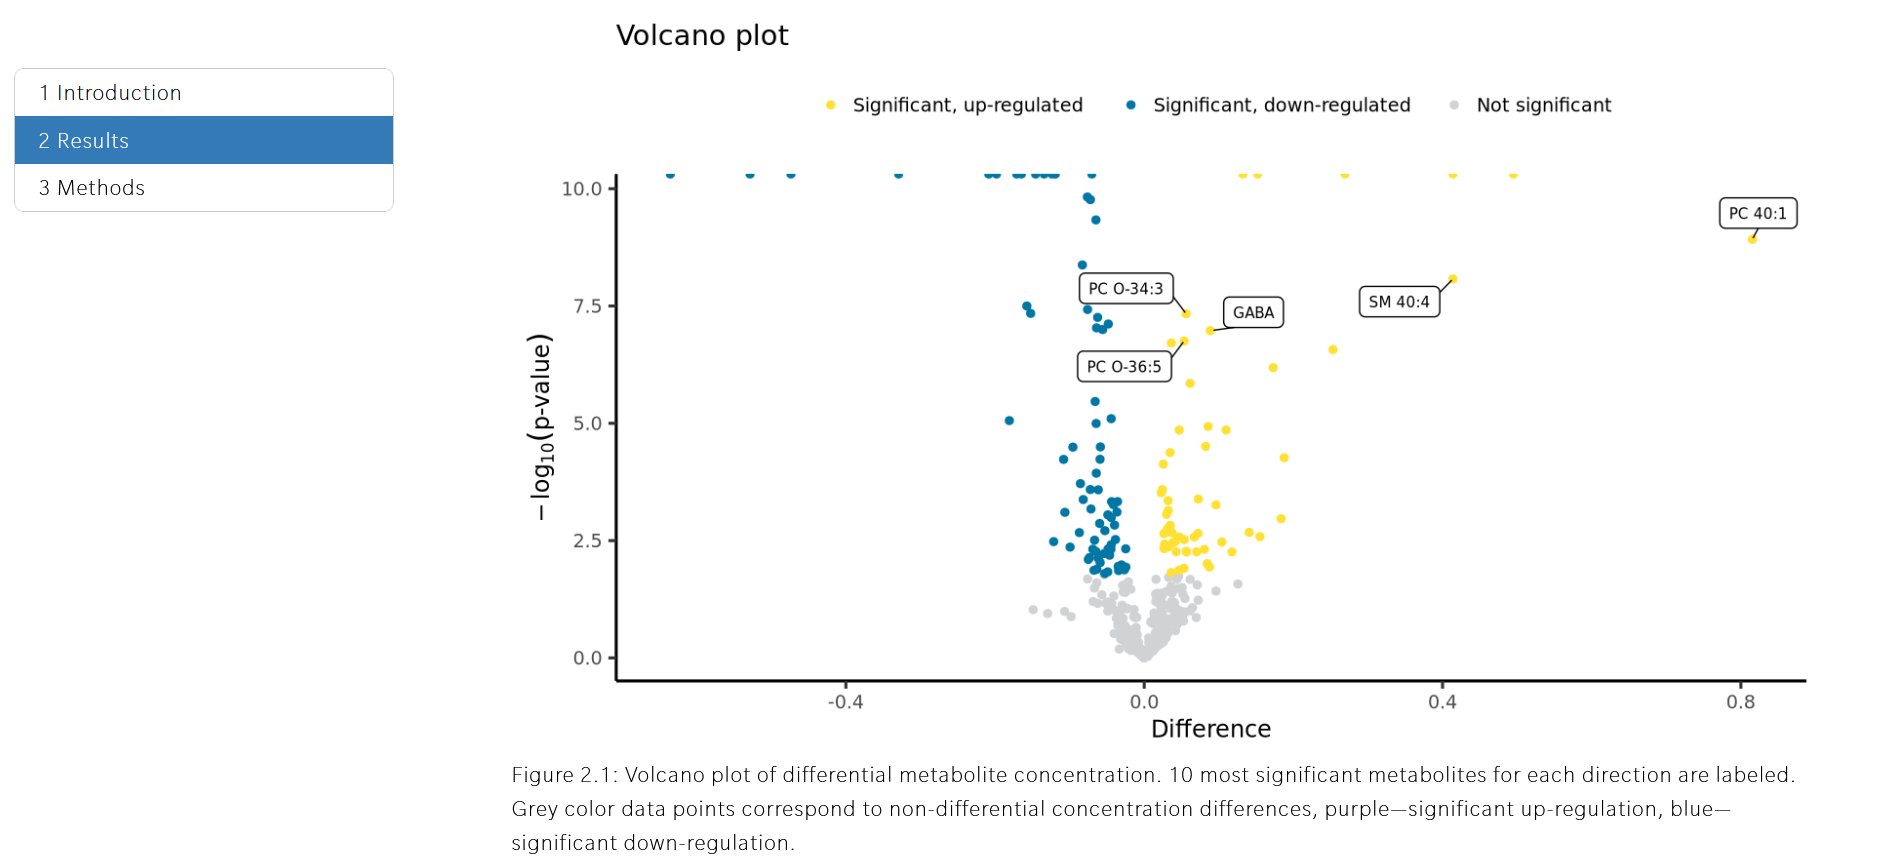 Volcano plot
1 Introduction
2 Results
3 Methods
Significant, up-regulated
Significant, down-regulated
Not significant
10.0
7.5
5.0
2.5
0.0
−log10(p-value)
PC 40:1
PC O-34:3
GABA
SM 40:4
PC O-36:5
-0.4
0.0
0.4
0.8
Difference
Figure 2.1: Volcano plot of differential metabolite concentration. 10 most significant metabolites for each direction are labeled.
Grey color data points correspond to non-differential concentration differences, purple—significant up-regulation, blue—
significant down-regulation.